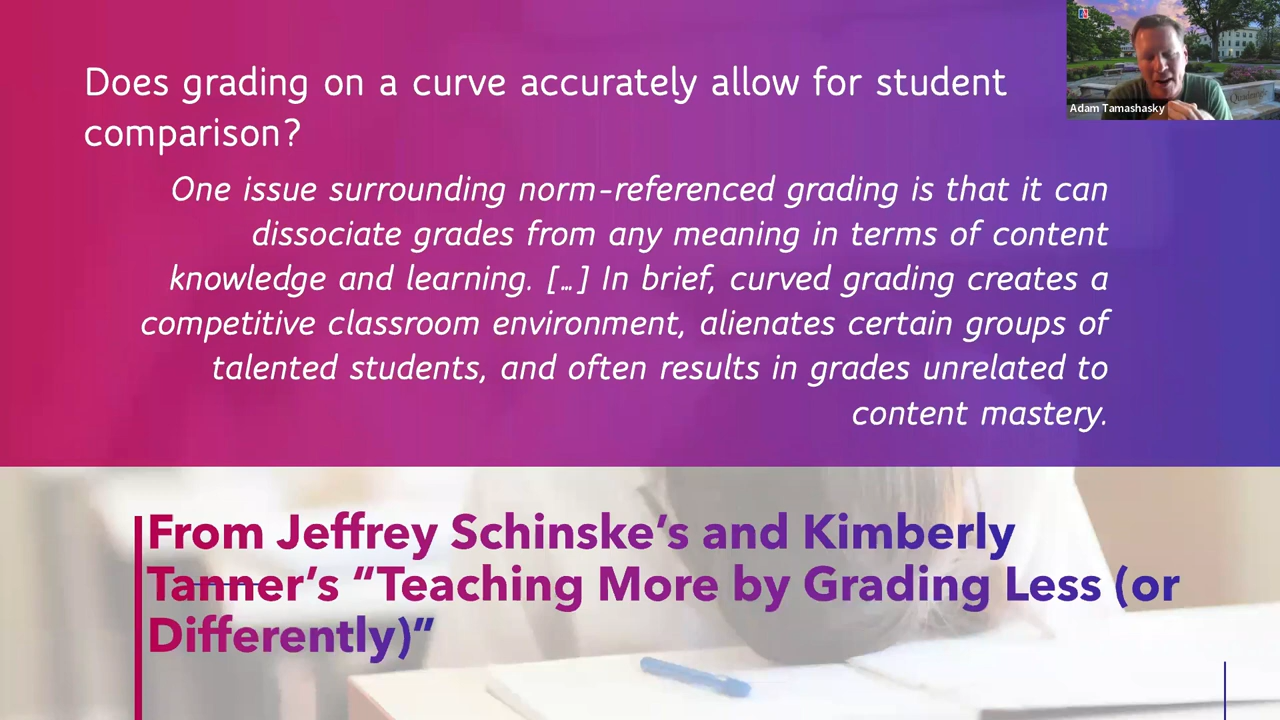 Does grading on a curve accurately allow for student
comparison?
One issue surrounding norm-referenced grading is that it can
dissociate grades from any meaning in terms of content
knowledge and learning. […] In brief, curved grading creates a
competitive classroom environment, alienates certain groups of
talented students, and often results in grades unrelated to
content mastery.
Adam Tamashasky
From Jeffrey Schinske’s and Kimberly
Tanner’s “Teaching More by Grading Less (or
Differently)”